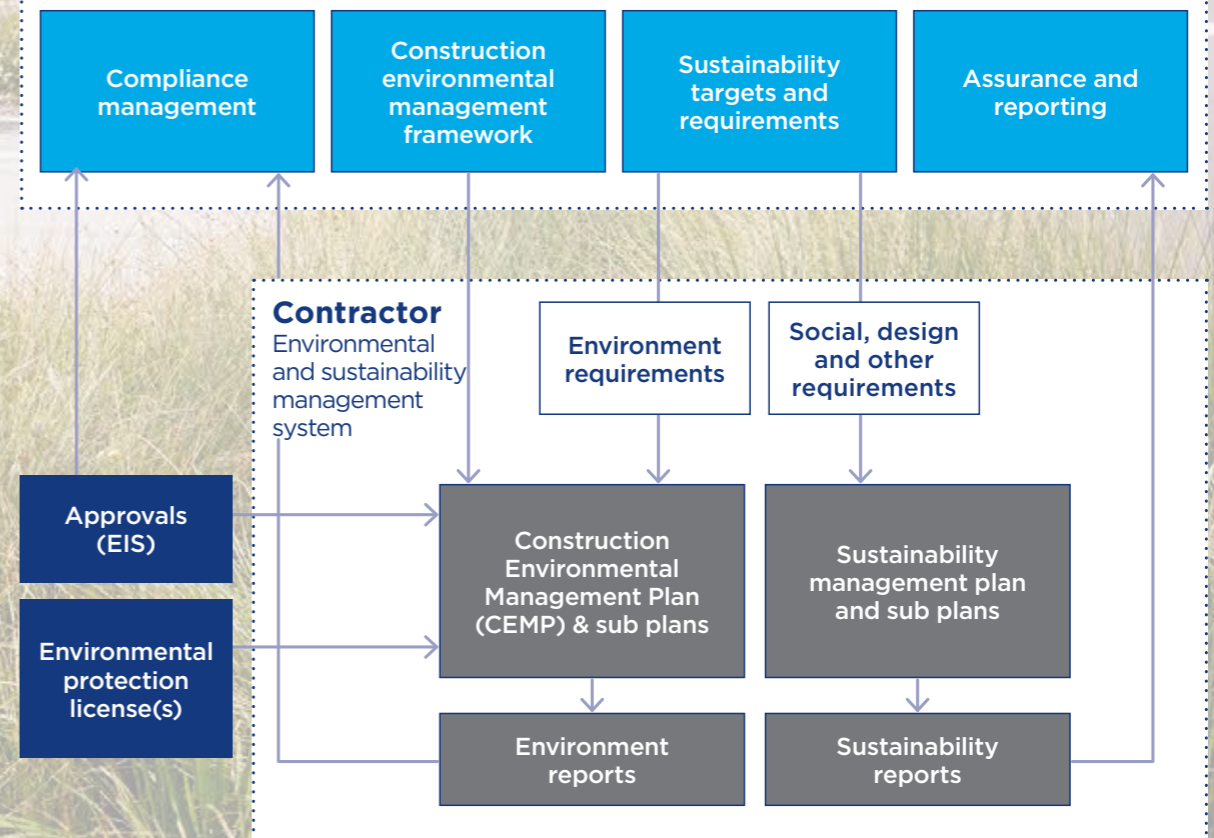 Compliance
management
Construction
environmental
management
framework
Sustainability
targets and
requirements
Assurance and
reporting
Contractor
Environmental
and sustainability
management
system
Environment
requirements
Social, design
and other
requirements
Approvals
(EIS)
Construction
Environmental
Management Plan
(CEMP) & sub plans
Sustainability
management plan
and sub plans
Environmental
protection
license(s)
Environment
reports
Sustainability
reports